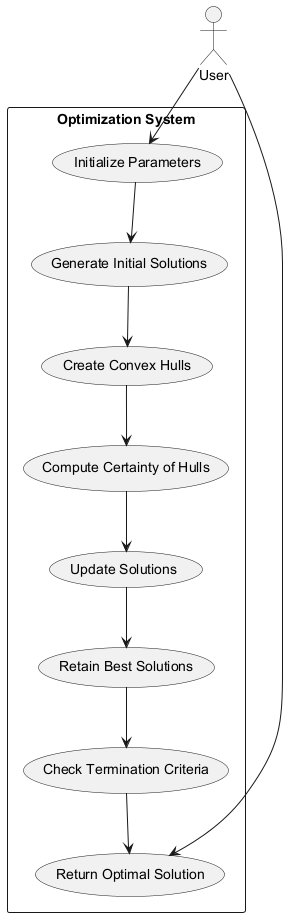 User
Optimization System
Initialize Parameters
Generate Initial Solutions
Create Convex Hulls
Compute Certainty of Hulls
Update Solutions
Retain Best Solutions
Check Termination Criteria
Return Optimal Solution